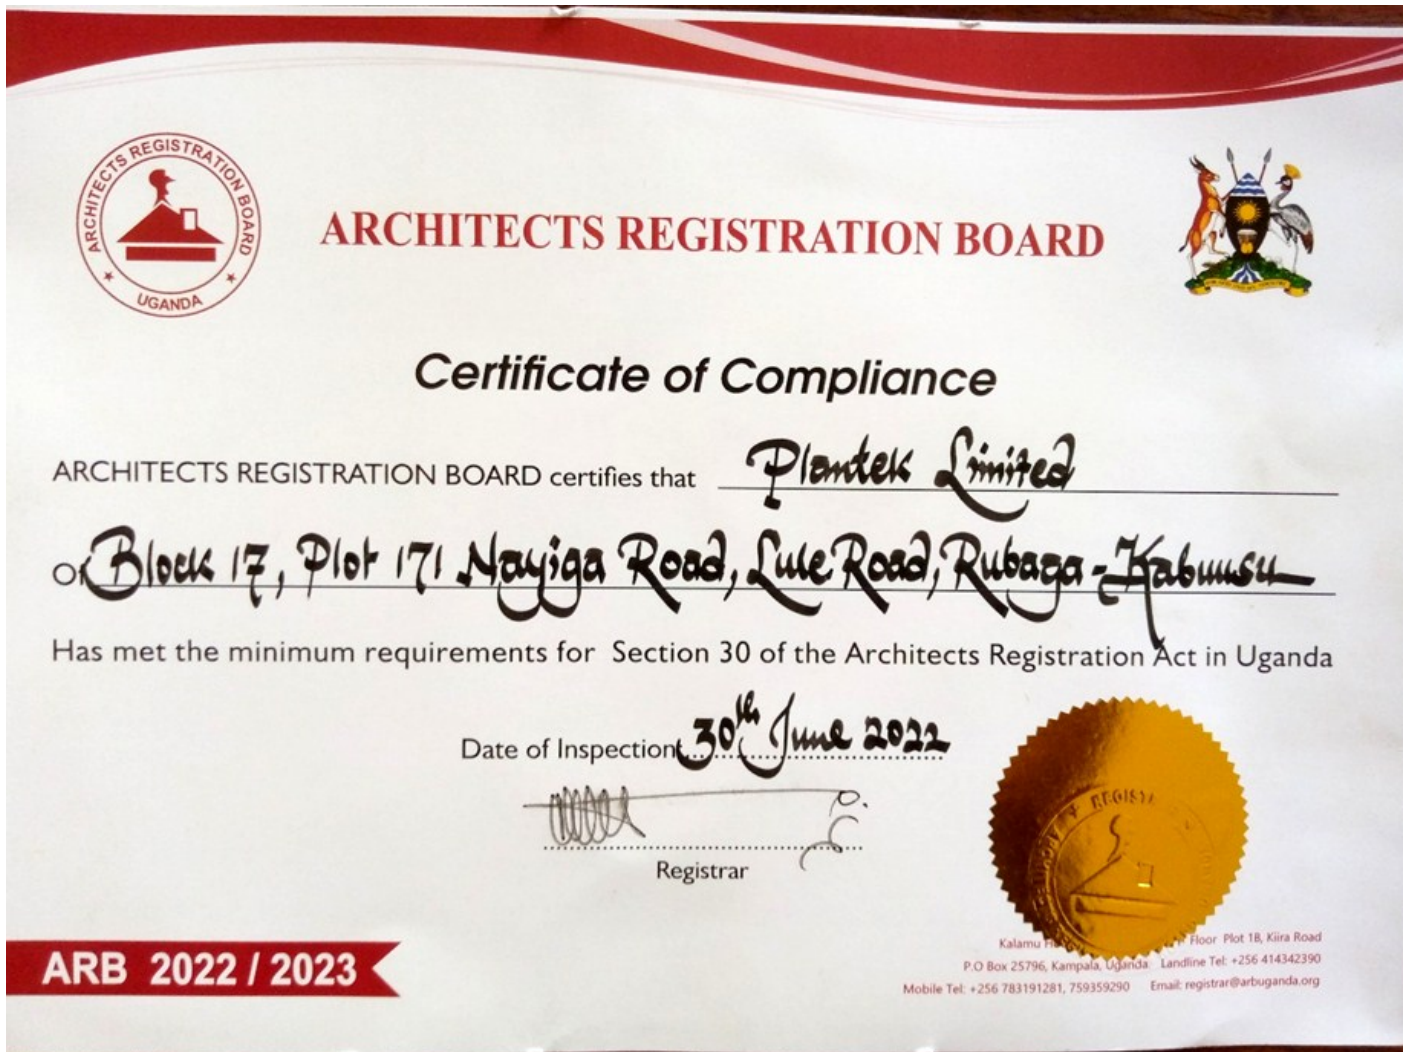 ARCHITECTS REGISTRATION BOARD
UGANDA
ARCHITECTS REGISTRATION BOARD
Certificate of Compliance
ARCHITECTS REGISTRATION BOARD certifies that Plantek Limited
Of Block 17, Plot 171 Nayiga Road, Lule Road, Rubaga-Kabuusu
Has met the minimum requirements for Section 30 of the Architects Registration Act in Uganda
Date of Inspection 30th June 2022
Registrar
REGIST
ARB 2022 / 2023
Kalamu Floor Plot 1B, Kiira Road
P.O Box 25796, Kampala, Uganda. Landline Tel: +256 414342390
Mobile Tel: +256 783191281, 759359290 Email: registrar@arbuganda.org